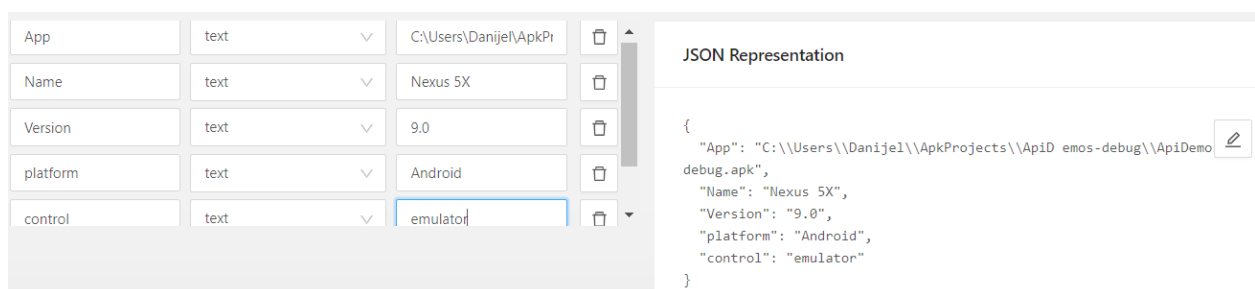 App text C:\Users\Danijel\ApkPr
JSON Representation
Name text Nexus 5X
Version text 9.0
platform text Android
control text emulator
{
"App": "C:\\Users\\Danijel\\ApkProjects\\ApiD emos-debug\\ApiDemo
debug.apk",
"Name": "Nexus 5X",
"Version": "9.0",
"platform": "Android",
"control": "emulator"
}